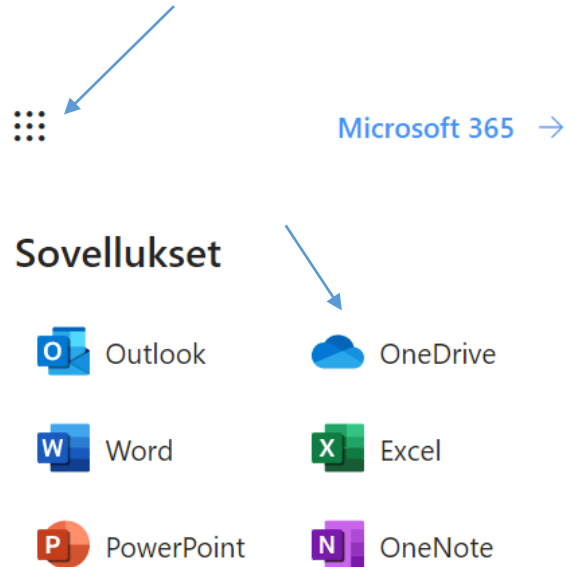 Microsoft 365 →
Sovellukset
Outlook OneDrive
Word Excel
PowerPoint OneNote